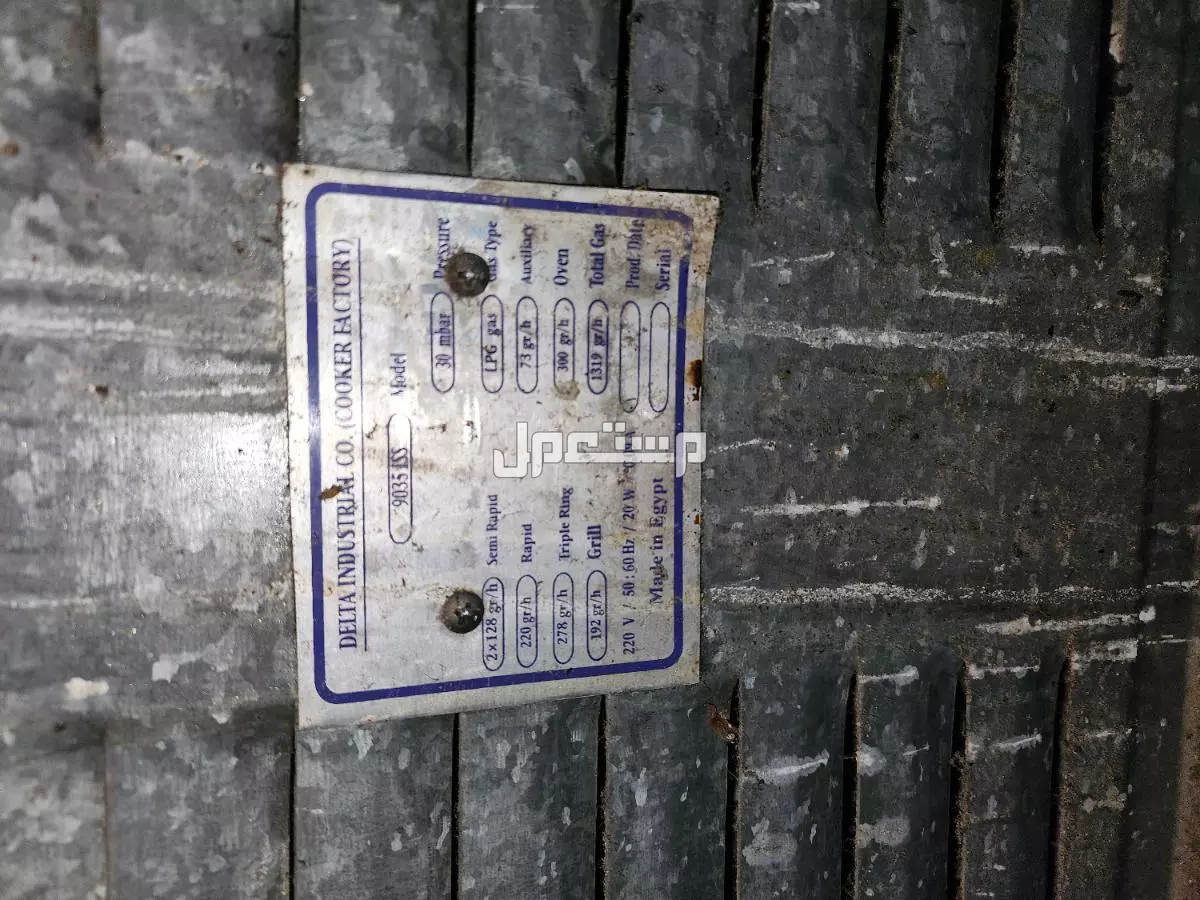 DELTA INDUSTRIAL CO. (COOKER FACTORY)
9035 1SS Model
30 mbar Pressure
2 x 128 gr/h Semi Rapid LPG gas Gas Type
220 gr/h Rapid 73 gr/h Auxiliary
278 gr/h Triple Ring 300 gr/h Oven
192 gr/h Grill 1319 gr/h Total Gas
220 V / 50 : 60 Hz / 20 W Prod. Date
Made in Egypt Serial
مستعمل